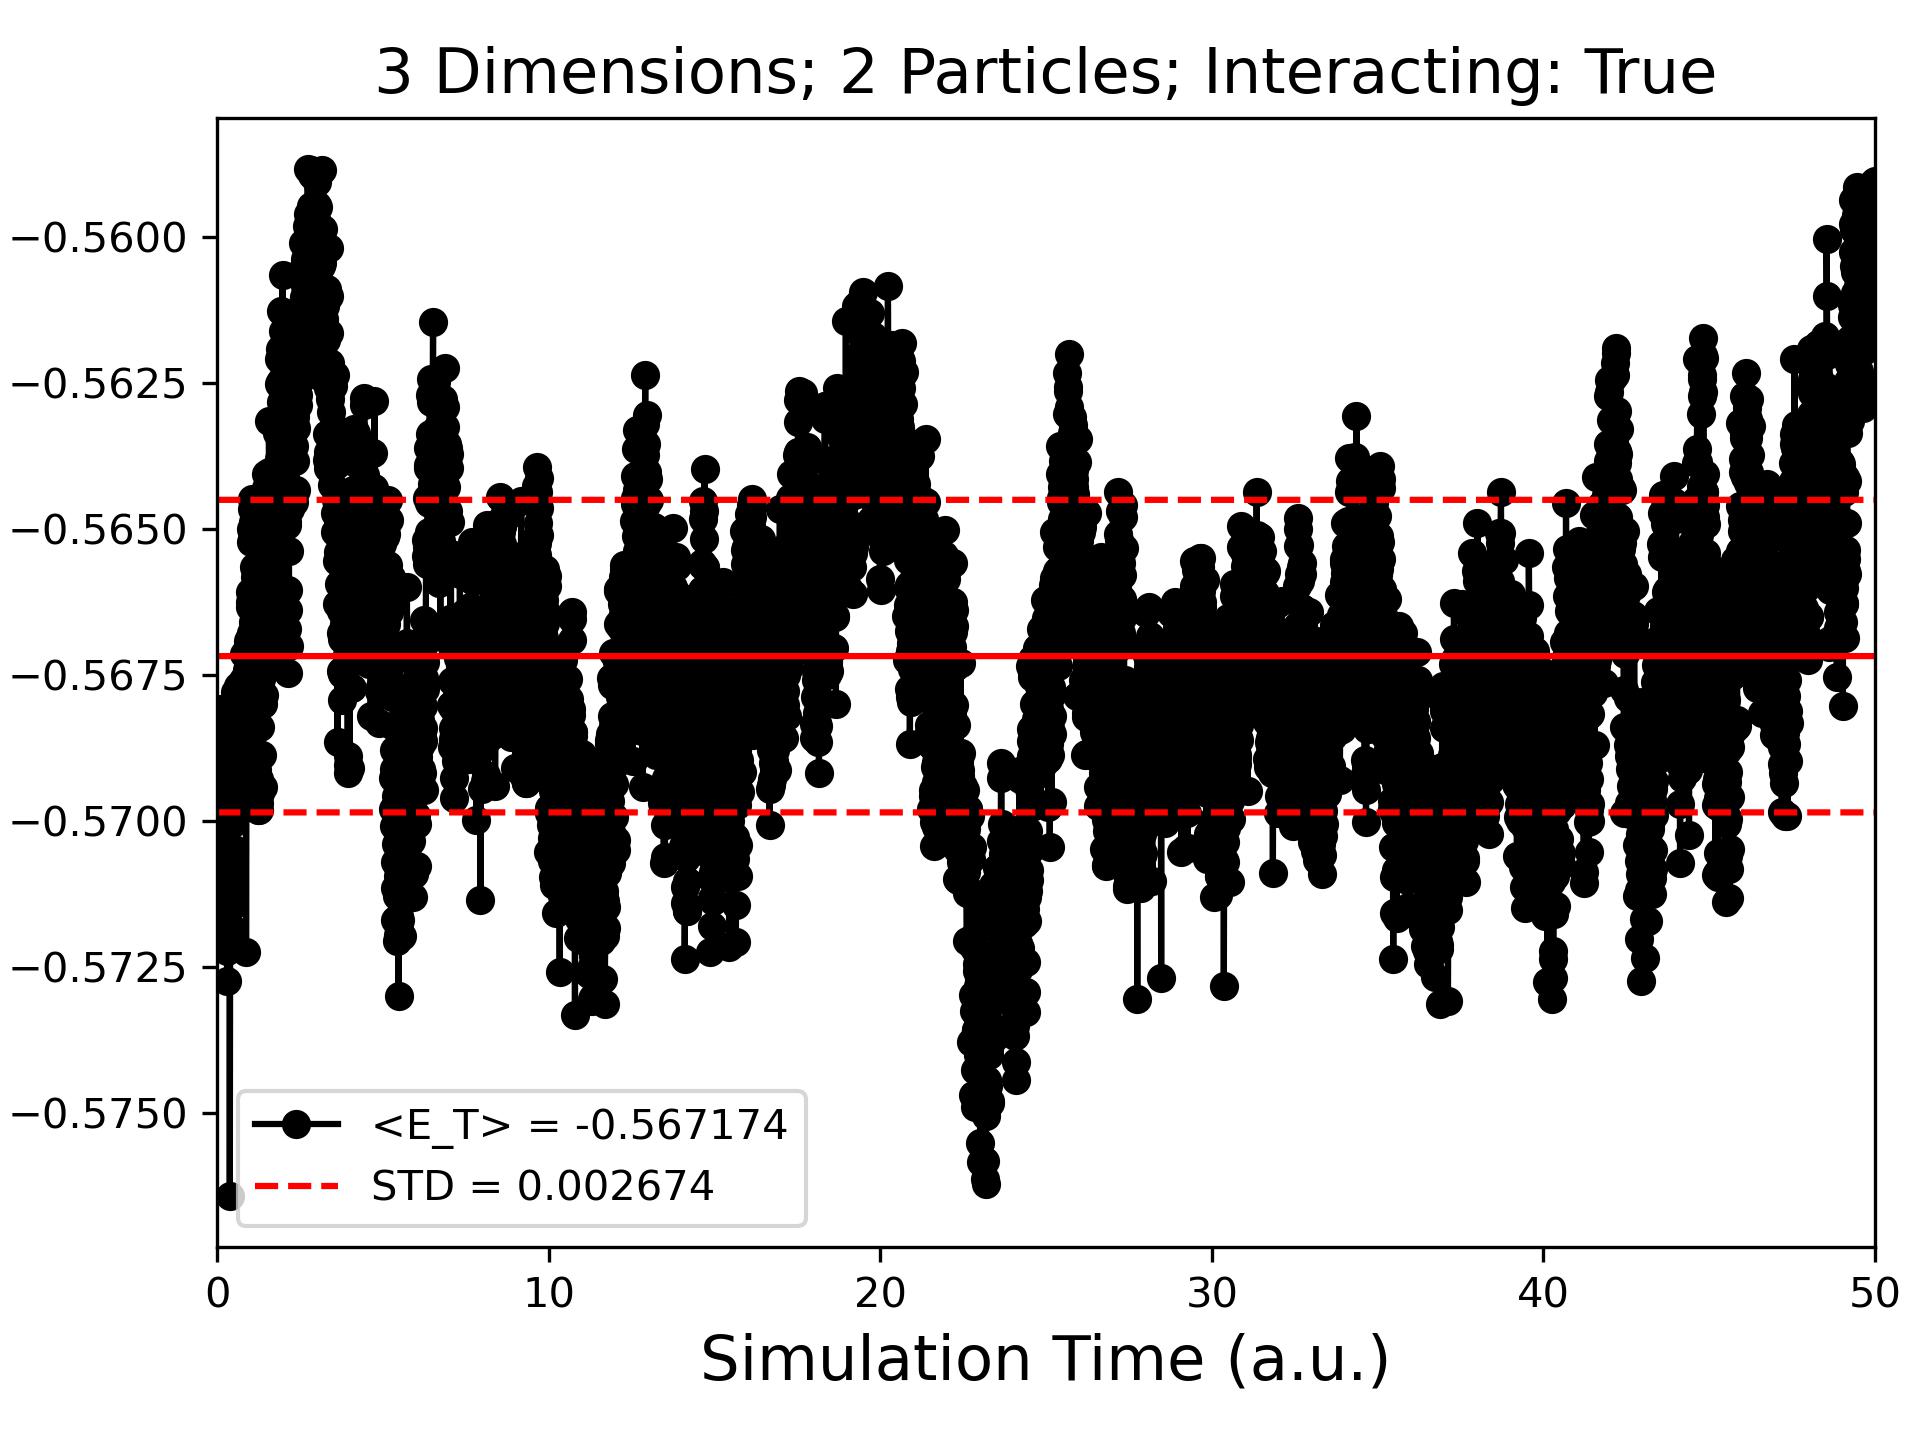 3 Dimensions; 2 Particles; Interacting: True
−0.5600
−0.5625
−0.5650
−0.5675
−0.5700
−0.5725
−0.5750
<E_T> = -0.567174
STD = 0.002674
0 10 20 30 40 50
Simulation Time (a.u.)